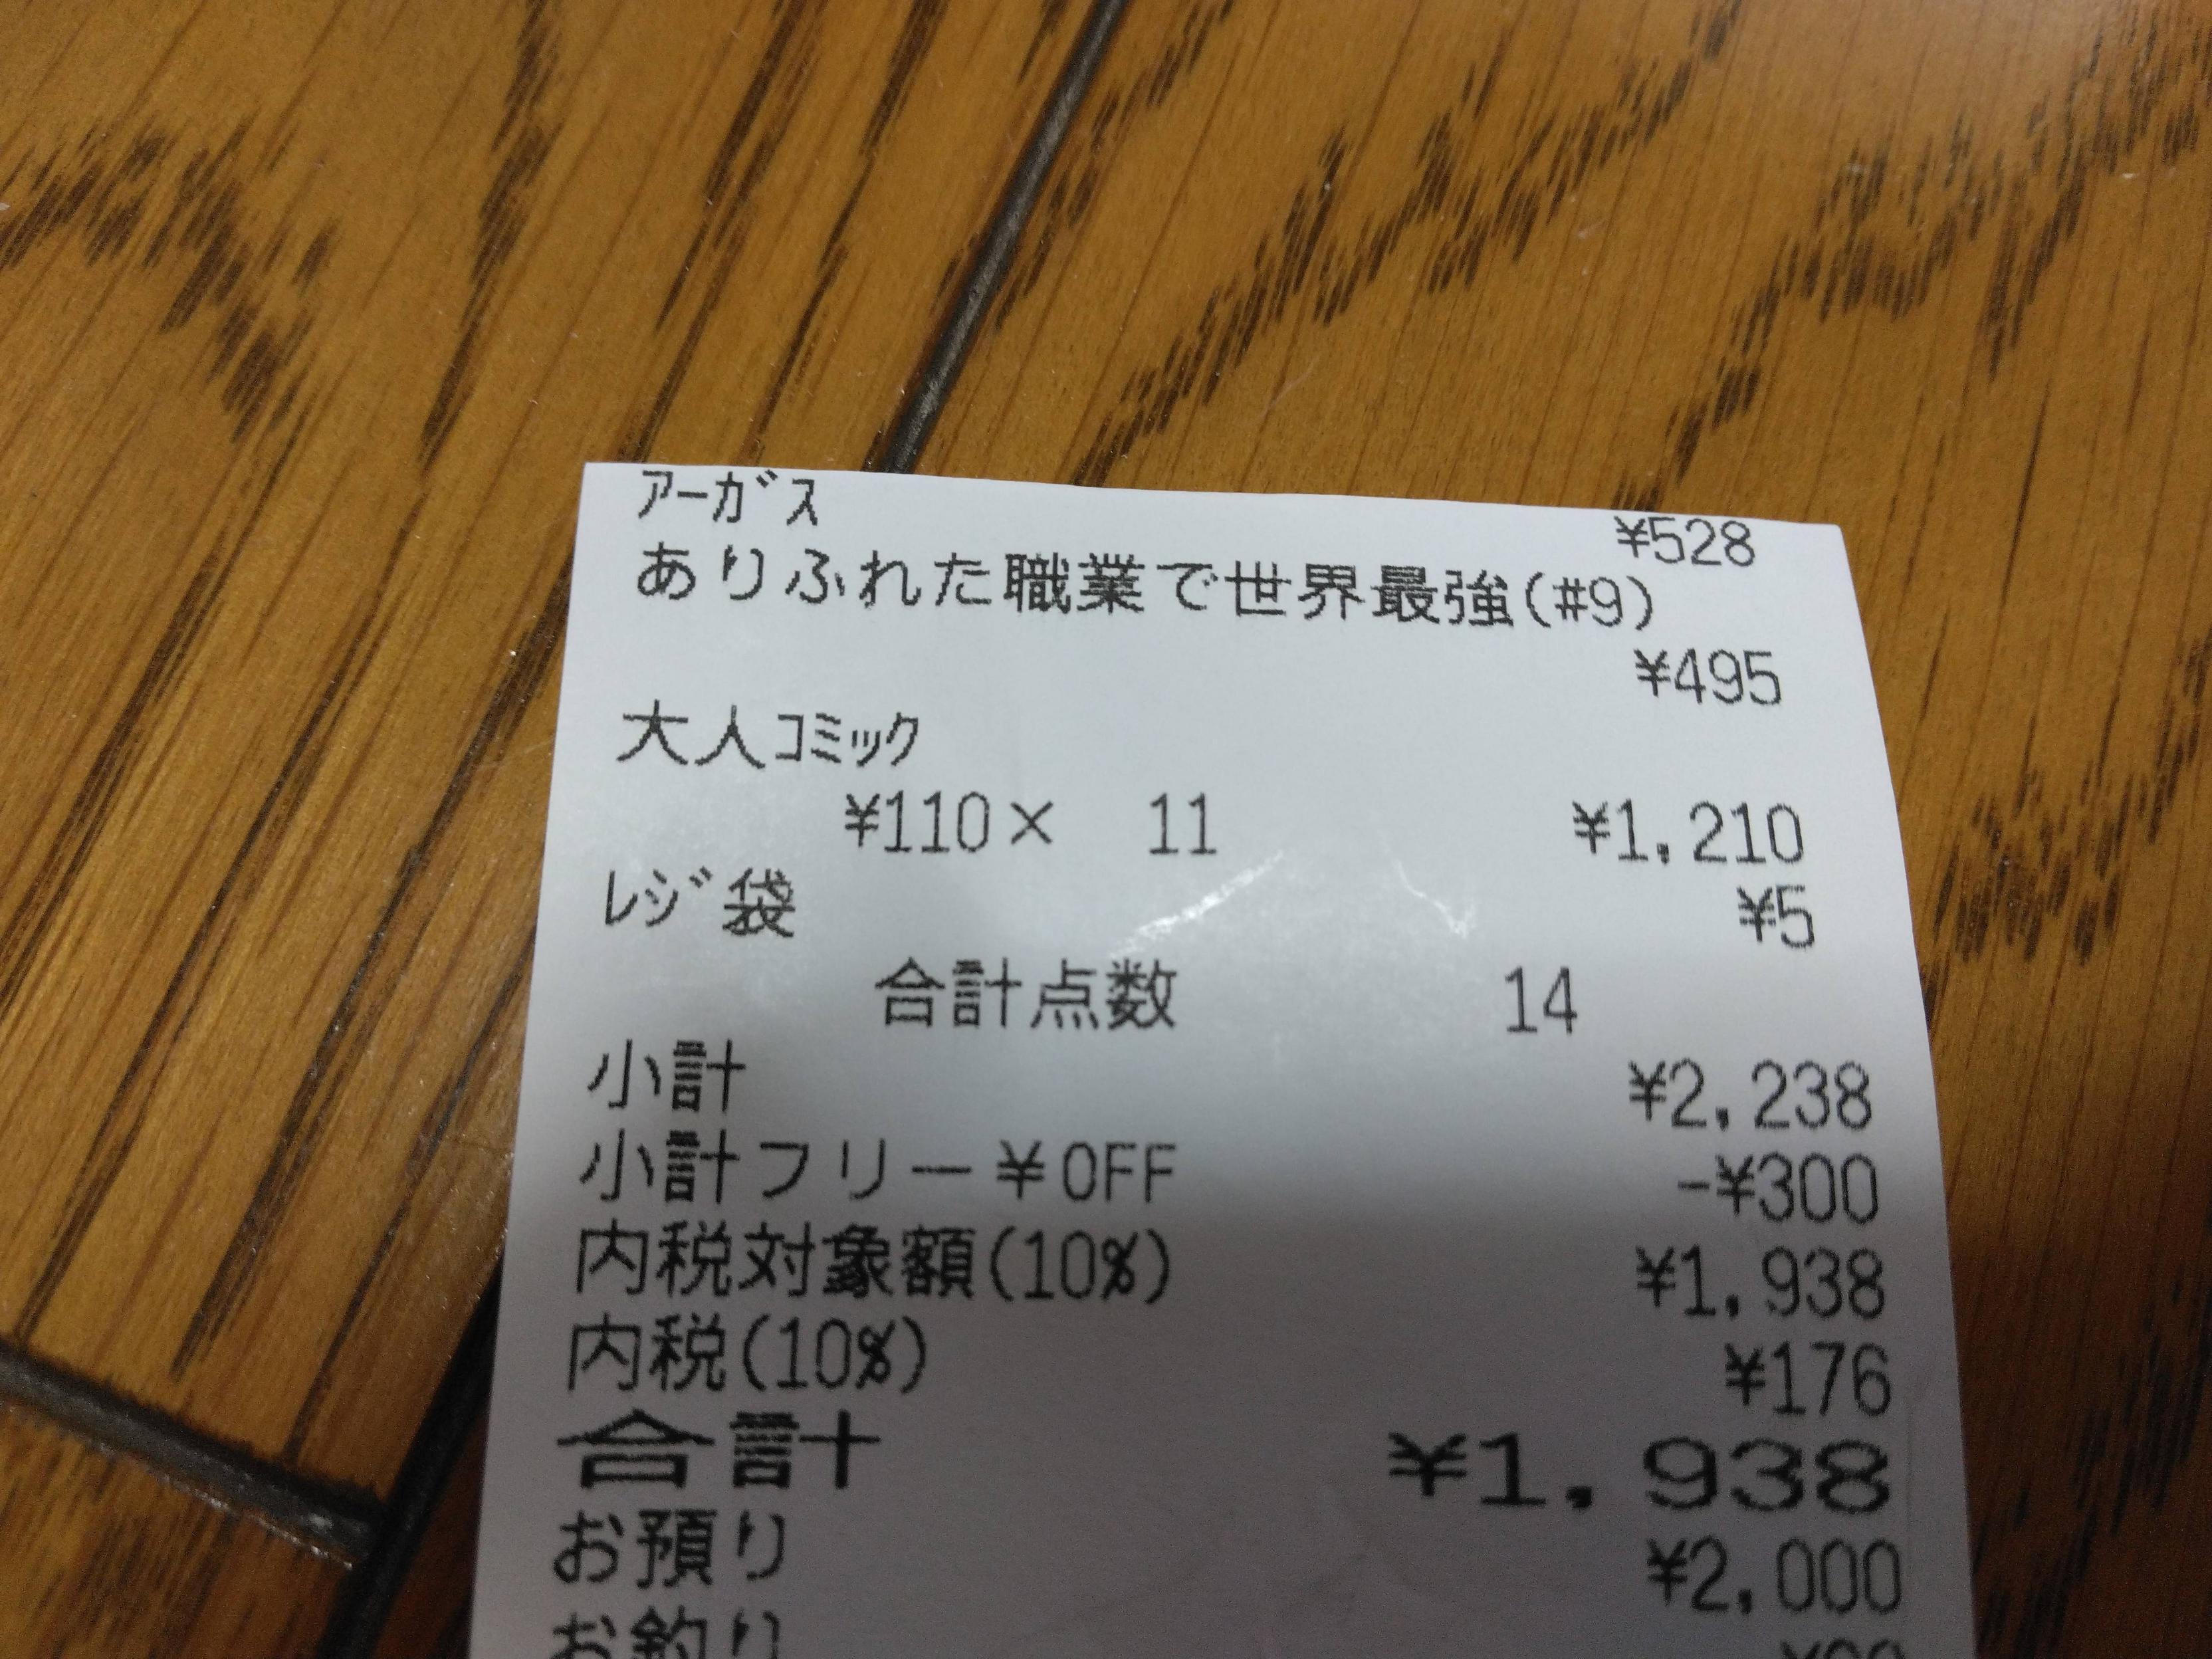 ｱｰｶﾞｽ
¥528
ありふれた職業で世界最強(#9)
¥495
大人ｺﾐｯｸ
¥110× 11 ¥1,210
ﾚｼﾞ袋 ¥5
合計点数 14
小計 ¥2,238
小計フリー¥OFF -¥300
内税対象額(10%) ¥1,938
内税(10%) ¥176
合計 ¥1,938
お預り ¥2,000
お釣り